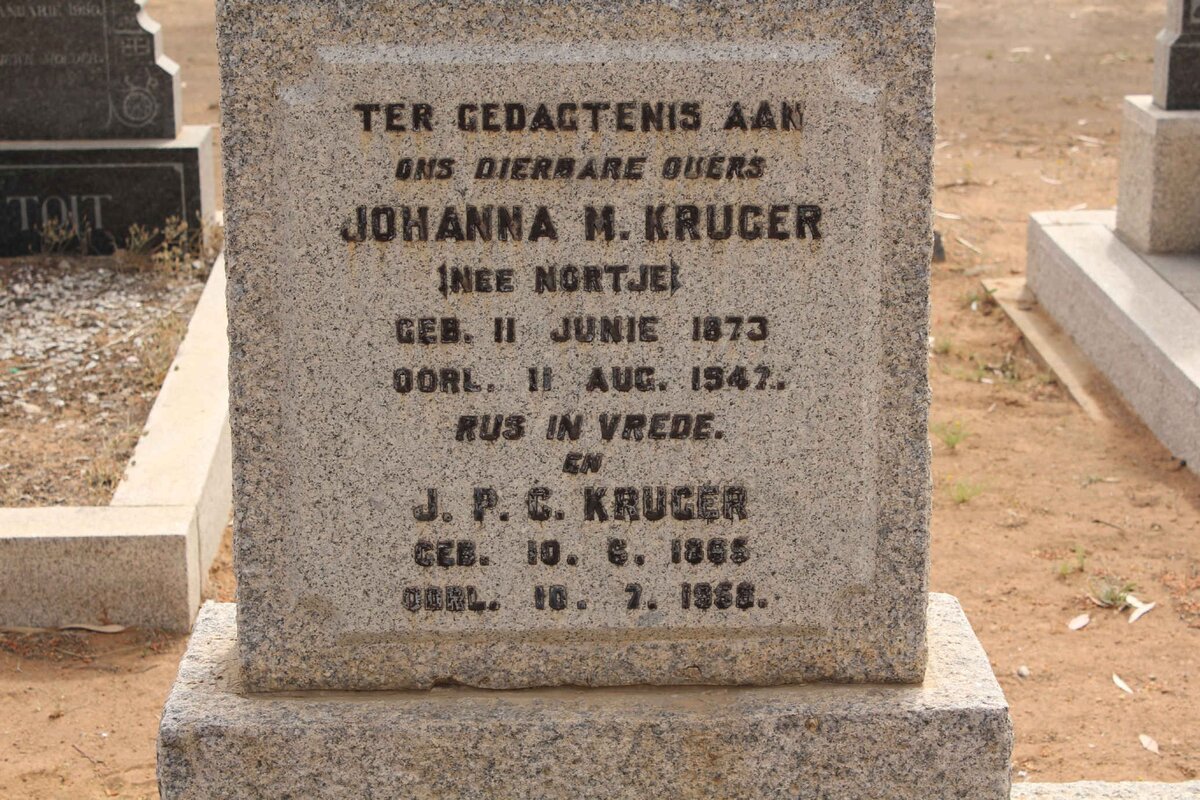 TER GEDAGTENIS AAN
ONS DIERBARE OUERS
JOHANNA M. KRUGER
(NEE NORTJE)
GEB. 11 JUNIE 1873
OORL. 11 AUG. 1947.
RUS IN VREDE.
EN
J. P. G. KRUGER
GEB. 10. 6. 1865
OORL. 10. 7. 1958.
TOIT